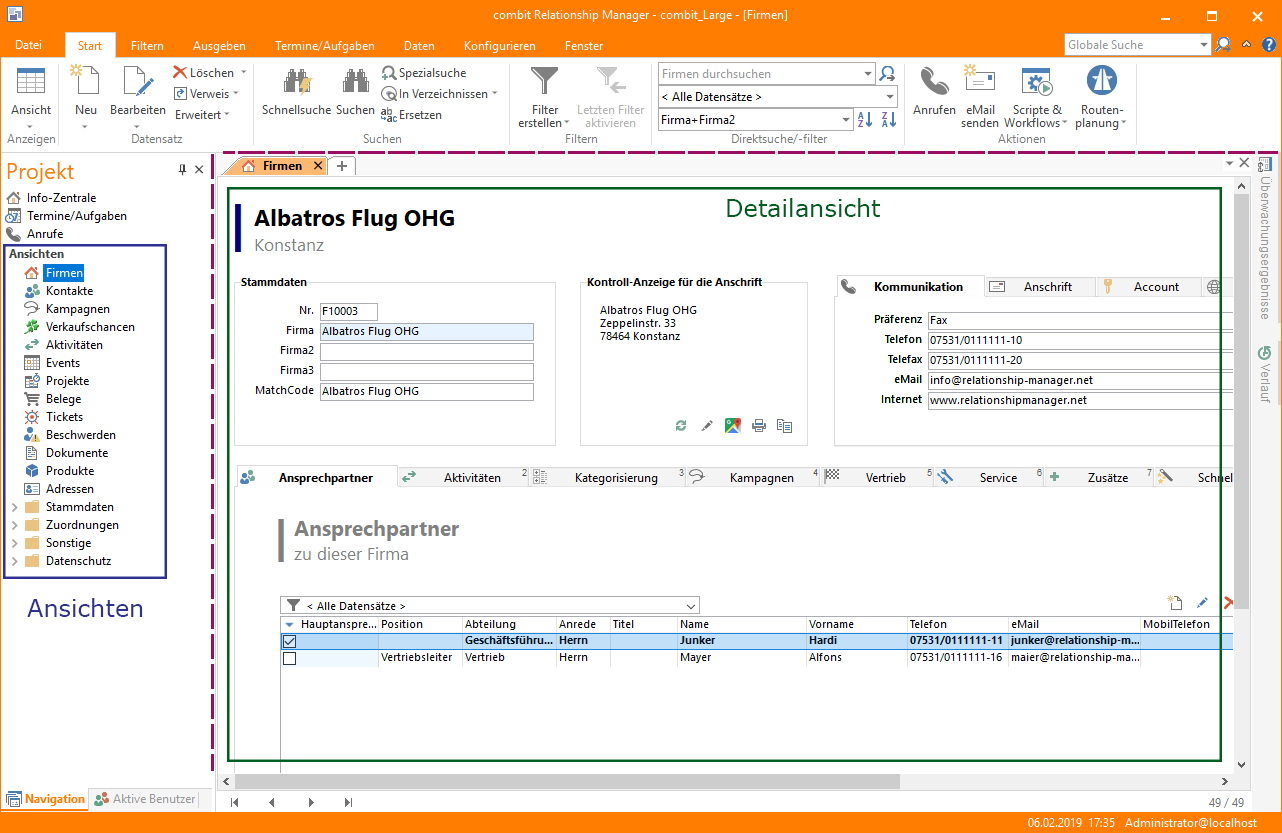 combit Relationship Manager - combit_Large - [Firmen]
Datei Start Filtern Ausgeben Termine/Aufgaben Daten Konfigurieren Fenster Globale Suche
Ansicht
Anzeigen
Neu
Bearbeiten
Löschen
Verweis
Erweitert
Datensatz
Schnellsuche
Suchen
Spezialsuche
In Verzeichnissen
Ersetzen
Suchen
Filter erstellen
Letzten Filter aktivieren
Filtern
Firmen durchsuchen
< Alle Datensätze >
Firma+Firma2
Direktsuche/-filter
Anrufen
eMail senden
Scripte & Workflows
Routen-planung
Aktionen
Projekt
Info-Zentrale
Termine/Aufgaben
Anrufe
Ansichten
Firmen
Kontakte
Kampagnen
Verkaufschancen
Aktivitäten
Events
Projekte
Belege
Tickets
Beschwerden
Dokumente
Produkte
Adressen
Stammdaten
Zuordnungen
Sonstige
Datenschutz
Ansichten
Navigation Aktive Benutzer
Firmen
Detailansicht
Albatros Flug OHG
Konstanz
Stammdaten
Nr. F10003
Firma Albatros Flug OHG
Firma2
Firma3
MatchCode Albatros Flug OHG
Kontroll-Anzeige für die Anschrift
Albatros Flug OHG
Zeppelinstr. 33
78464 Konstanz
Kommunikation Anschrift Account
Präferenz Fax
Telefon 07531/0111111-10
Telefax 07531/0111111-20
eMail info@relationship-manager.net
Internet www.relationshipmanager.net
Ansprechpartner Aktivitäten 2 Kategorisierung 3 Kampagnen 4 Vertrieb 5 Service 6 Zusätze 7 Schnel
Ansprechpartner
zu dieser Firma
< Alle Datensätze >
Hauptanspre... Position Abteilung Anrede Titel Name Vorname Telefon eMail MobilTelefon
Geschäftsführu... Herrn Junker Hardi 07531/0111111-11 junker@relationship-m...
Vertriebsleiter Vertrieb Herrn Mayer Alfons 07531/0111111-16 maier@relationship-ma...
Überwachungsergebnisse
Verlauf
49 / 49
06.02.2019 17:35 Administrator@localhost